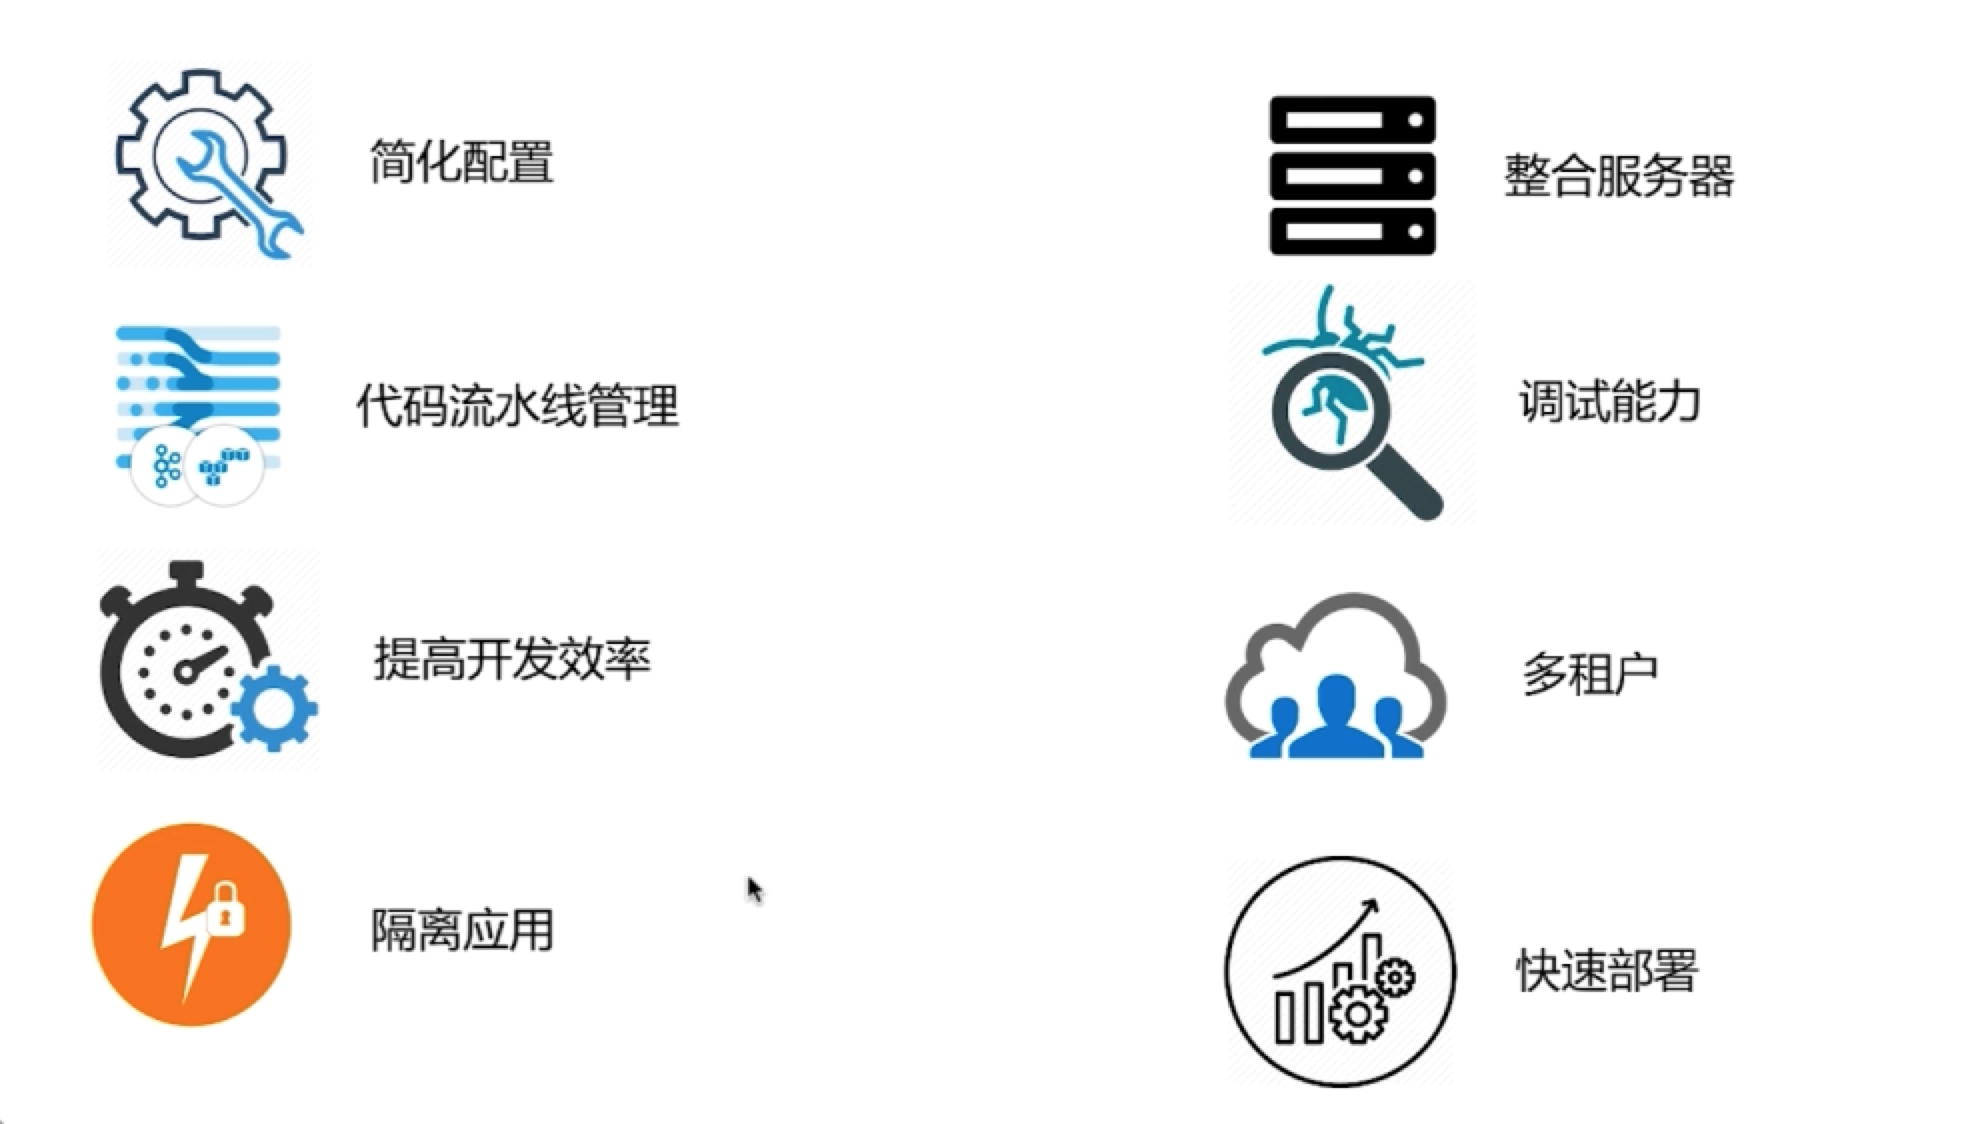 简化配置
代码流水线管理
提高开发效率
隔离应用
整合服务器
调试能力
多租户
快速部署